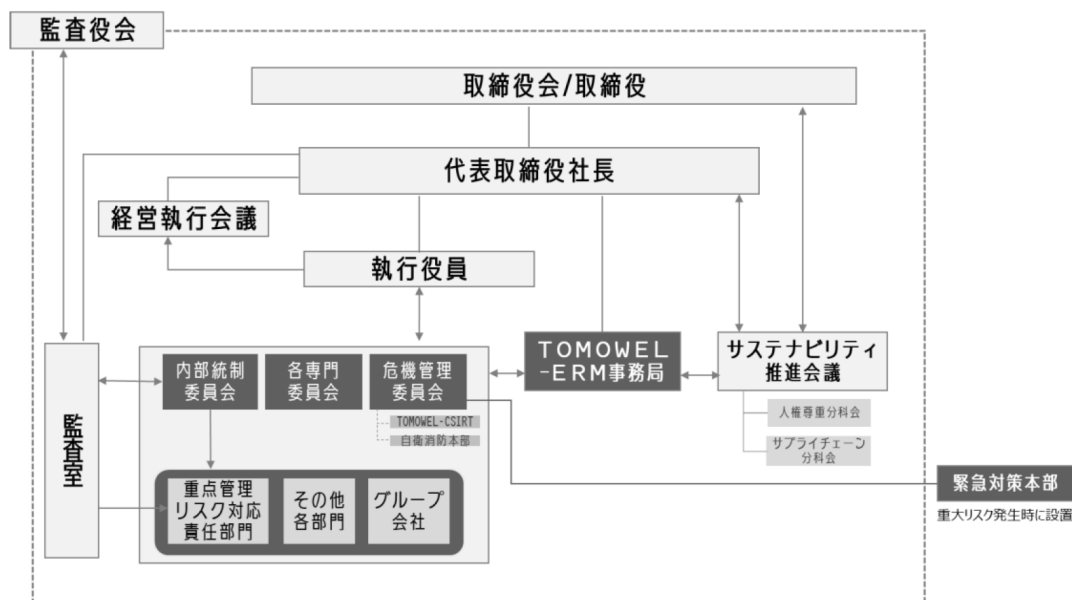 監査役会
取締役会/取締役
代表取締役社長
経営執行会議
執行役員
TOMOWEL
-ERM事務局
サステナビリティ
推進会議
人権尊重分科会
サプライチェーン
分科会
監査室
内部統制
委員会
各専門
委員会
危機管理
委員会
TOMOWEL-CSIRT
自衛消防本部
重点管理
リスク対応
責任部門
その他
各部門
グループ
会社
緊急対策本部
重大リスク発生時に設置